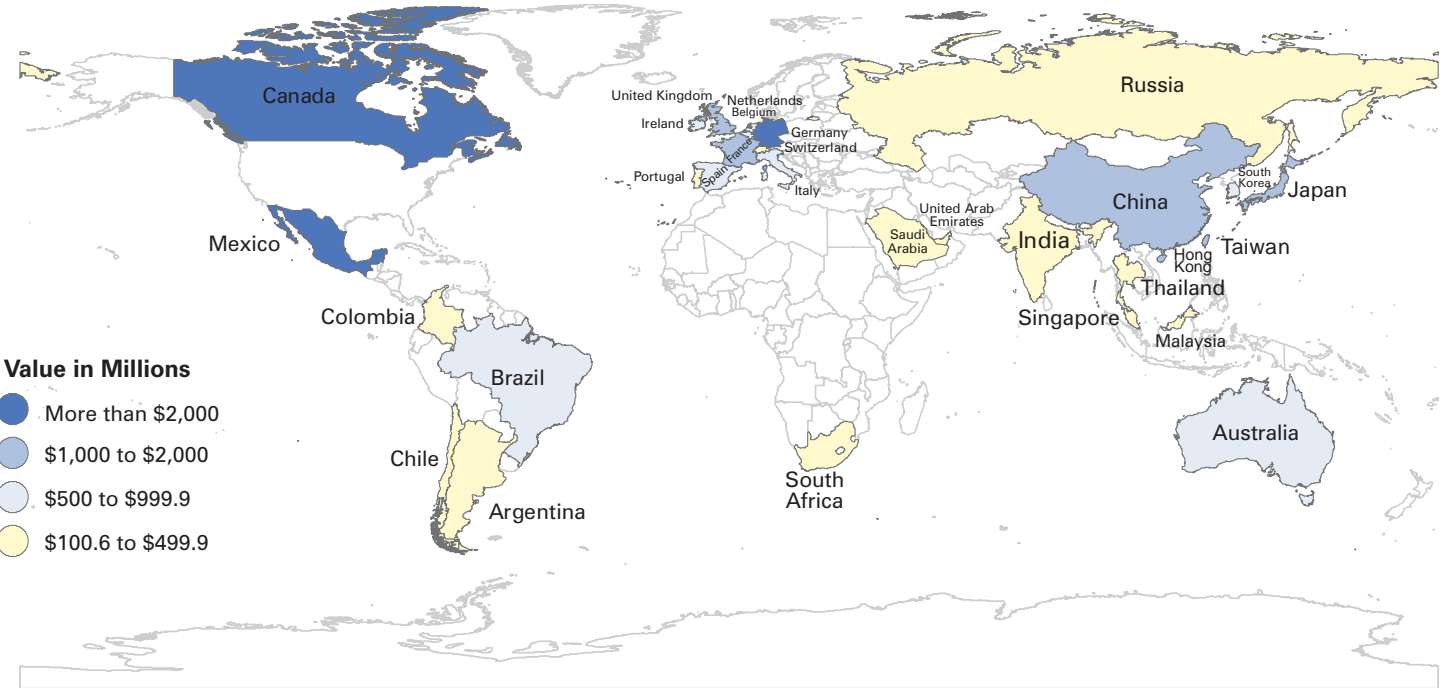 Canada
Russia
United Kingdom
Netherlands
Belgium
Ireland
Germany
Switzerland
France
Spain
Portugal
Italy
South
Korea
Japan
China
Mexico
United Arab
Emirates
Saudi
Arabia
India
Taiwan
Hong
Kong
Thailand
Colombia
Singapore
Malaysia
Brazil
Australia
Chile
South
Africa
Argentina
Value in Millions
More than $2,000
$1,000 to $2,000
$500 to $999.9
$100.6 to $499.9